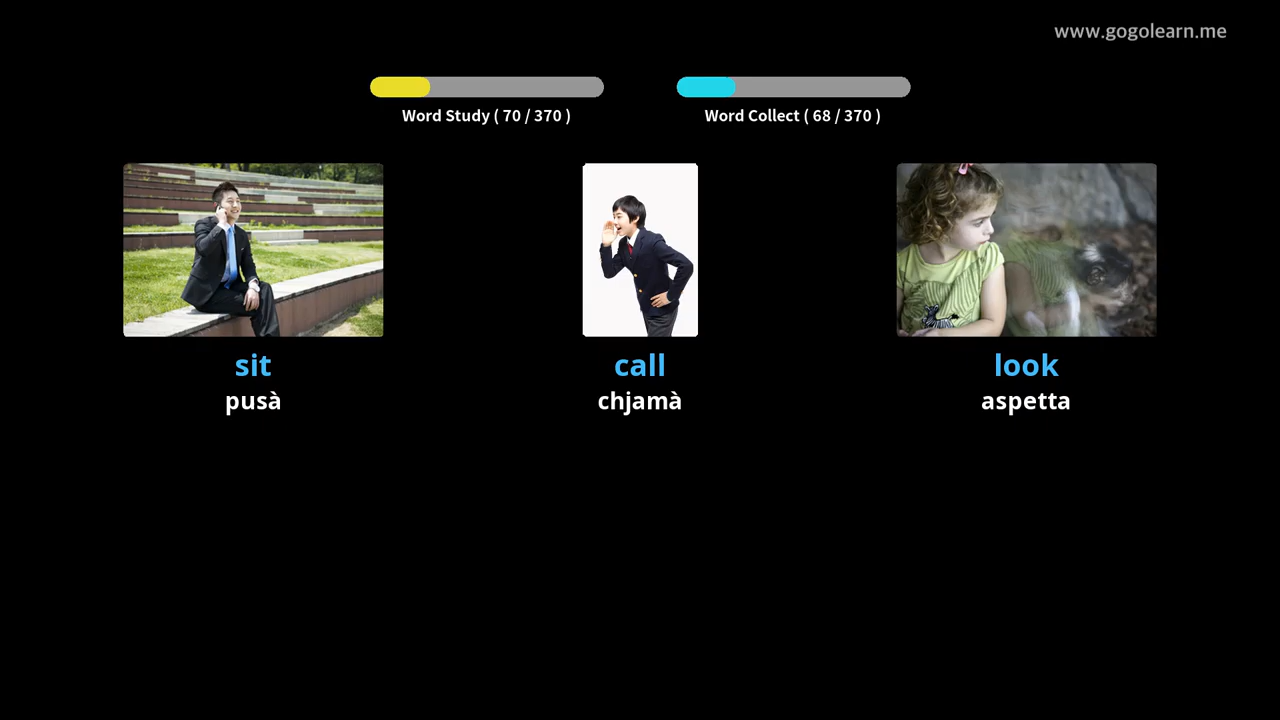 www.gogolearn.me
Word Study ( 70 / 370 )
Word Collect ( 68 / 370 )
sit
pusà
call
chjamà
look
aspetta